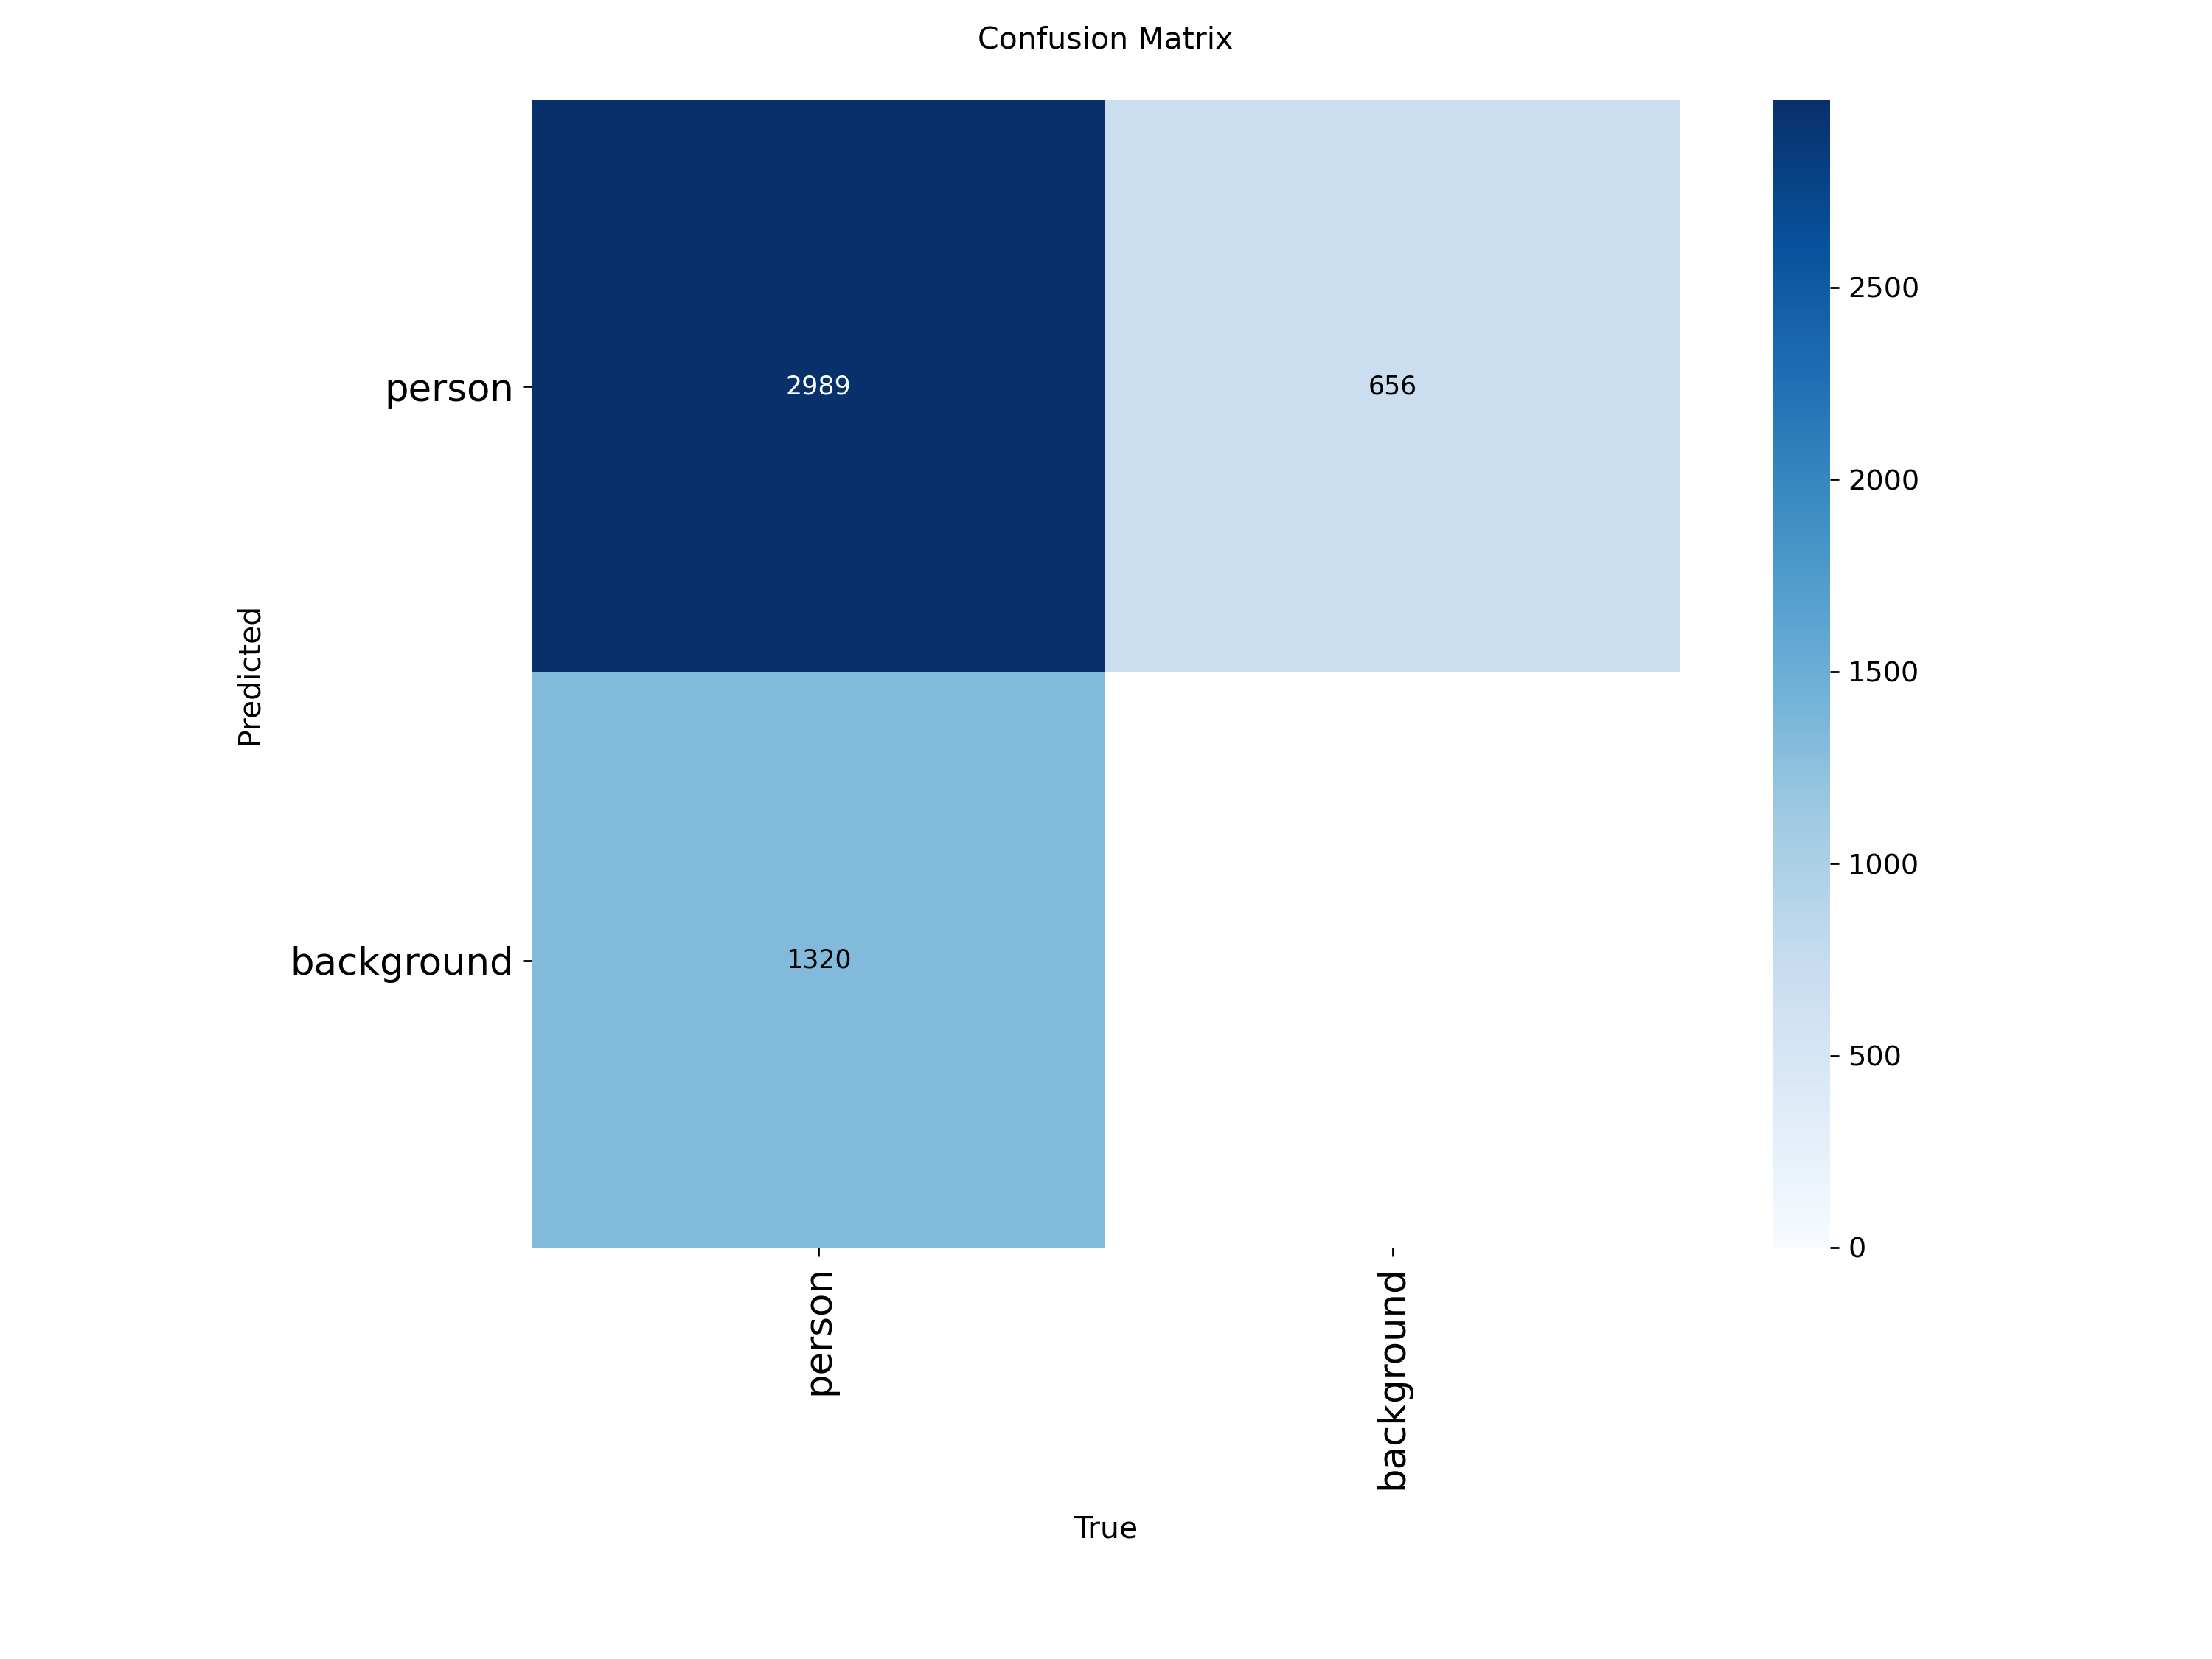 Confusion Matrix
person
2989
656
Predicted
background
1320
person
background
True
2500
2000
1500
1000
500
0